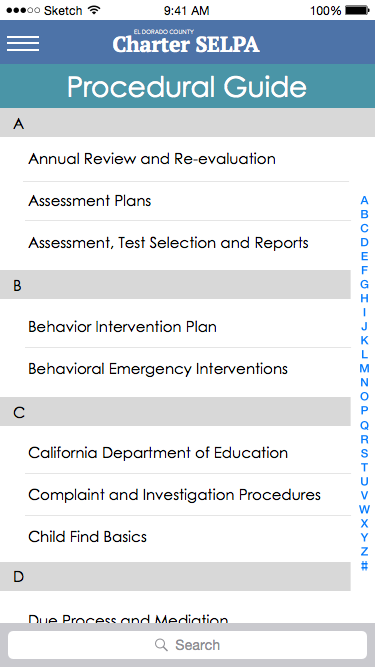 Sketch 9:41 AM 100%
EL DORADO COUNTY
Charter SELPA
Procedural Guide
A
Annual Review and Re-evaluation
Assessment Plans
Assessment, Test Selection and Reports
B
Behavior Intervention Plan
Behavioral Emergency Interventions
C
California Department of Education
Complaint and Investigation Procedures
Child Find Basics
D
Due Process and Mediation
A
B
C
D
E
F
G
H
I
J
K
L
M
N
O
P
Q
R
S
T
U
V
W
X
Y
Z
#
Search